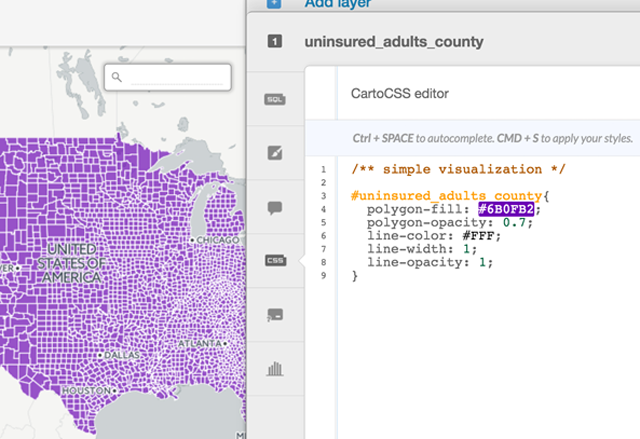 Add layer
1
uninsured_adults_county
SQL
CartoCSS editor
Ctrl + SPACE to autocomplete. CMD + S to apply your styles.
1 /** simple visualization */
2
3 #uninsured_adults_county{
4 polygon-fill: #6B0FB2;
5 polygon-opacity: 0.7;
6 line-color: #FFF;
7 line-width: 1;
8 line-opacity: 1;
9 }
CSS
UNITED
STATES OF
AMERICA
CHICAGO
DALLAS
ATLANTA
HOUSTON